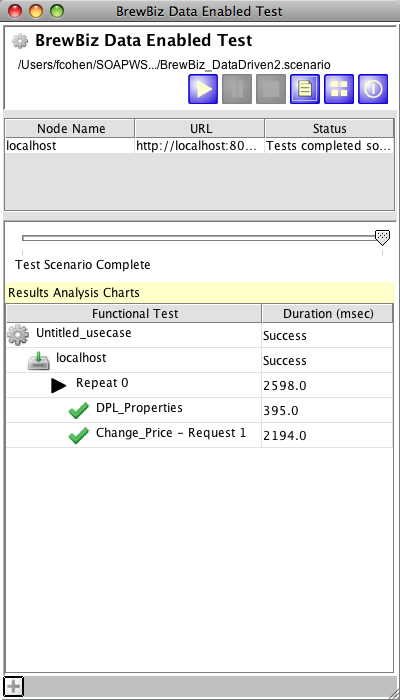 BrewBiz Data Enabled Test
BrewBiz Data Enabled Test
/Users/fcohen/SOAPWS.../BrewBiz_DataDriven2.scenario
Node Name URL Status
localhost http://localhost:80... Tests completed so...
Test Scenario Complete
Results Analysis Charts
Functional Test Duration (msec)
Untitled_usecase Success
localhost Success
Repeat 0 2598.0
DPL_Properties 395.0
Change_Price - Request 1 2194.0